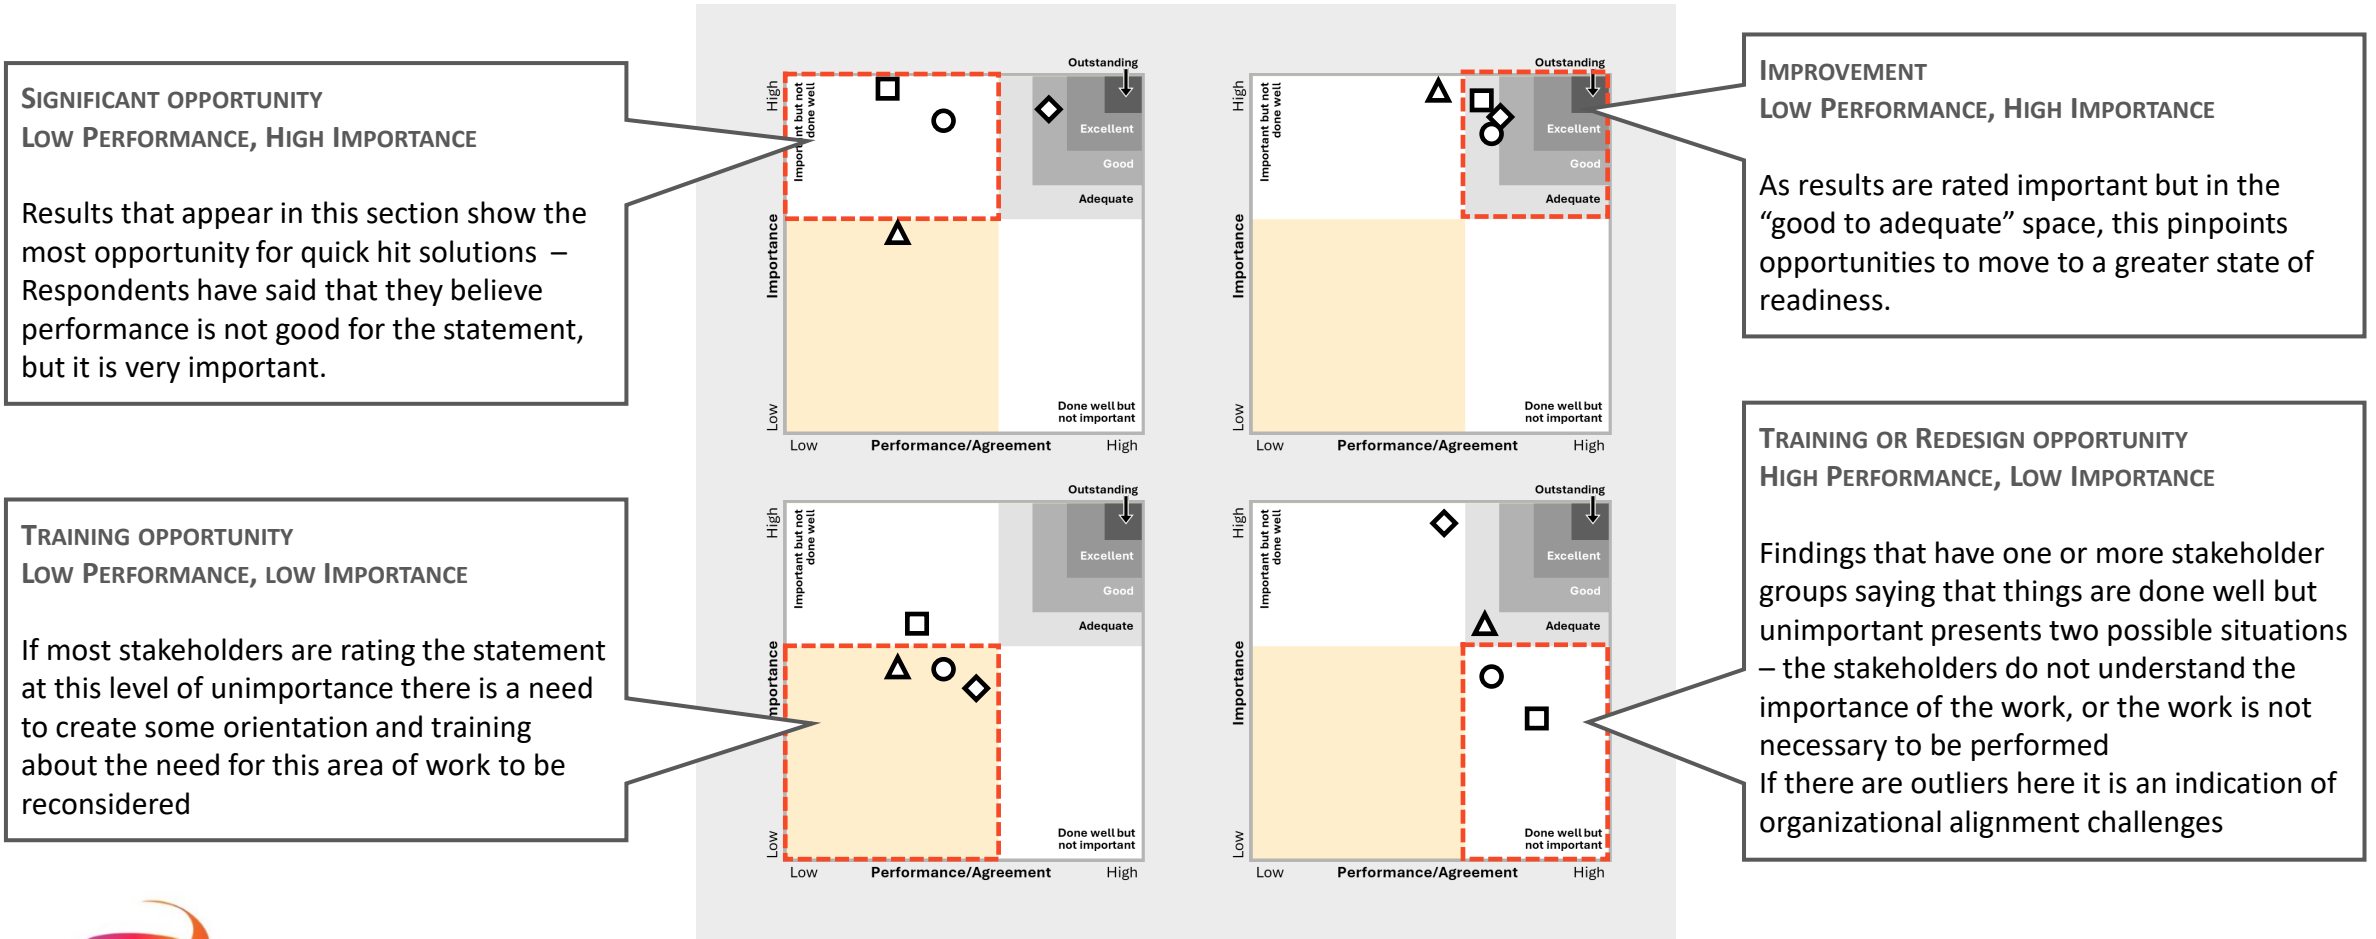 SIGNIFICANT OPPORTUNITY
LOW PERFORMANCE, HIGH IMPORTANCE
Results that appear in this section show the
most opportunity for quick hit solutions –
Respondents have said that they believe
performance is not good for the statement,
but it is very important.
TRAINING OPPORTUNITY
LOW PERFORMANCE, LOW IMPORTANCE
If most stakeholders are rating the statement
at this level of unimportance there is a need
to create some orientation and training
about the need for this area of work to be
reconsidered
Outstanding
High
Important but not
done well
Excellent
Good
Adequate
Importance
Low
Done well but
not important
Low
Performance/Agreement
High
Outstanding
High
Important but not
done well
Excellent
Good
Adequate
Importance
Low
Done well but
not important
Low
Performance/Agreement
High
Outstanding
High
Important but not
done well
Excellent
Good
Adequate
Importance
Low
Done well but
not important
Low
Performance/Agreement
High
Outstanding
High
Important but not
done well
Excellent
Good
Adequate
Importance
Low
Done well but
not important
Low
Performance/Agreement
High
IMPROVEMENT
LOW PERFORMANCE, HIGH IMPORTANCE
As results are rated important but in the
“good to adequate” space, this pinpoints
opportunities to move to a greater state of
readiness.
TRAINING OR REDESIGN OPPORTUNITY
HIGH PERFORMANCE, LOW IMPORTANCE
Findings that have one or more stakeholder
groups saying that things are done well but
unimportant presents two possible situations
– the stakeholders do not understand the
importance of the work, or the work is not
necessary to be performed
If there are outliers here it is an indication of
organizational alignment challenges